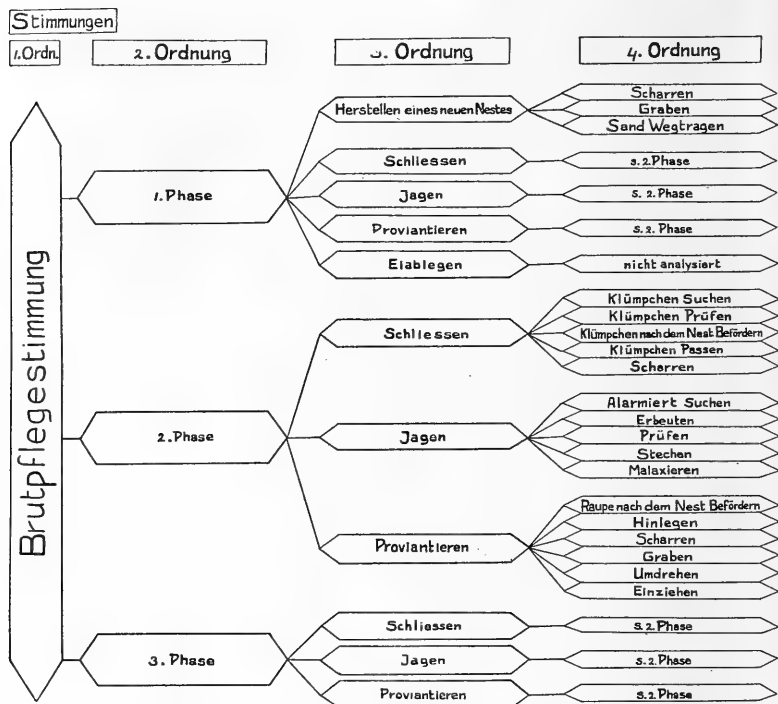 Stimmungen
1.Ordn.
2.Ordnung
3. Ordnung
4. Ordnung
Brutpflegestimmung
1.Phase
Herstellen eines neuen Nestes
Scharren
Graben
Sand Wegtragen
Schliessen
s.2.Phase
Jagen
s. 2. Phase
Proviantieren
s. 2. Phase
Eiablegen
nicht analysiert
2.Phase
Schliessen
Klümpchen Suchen
Klümpchen Prüfen
Klümpchen nach dem Nest Befördern
Klümpchen Passen
Scharren
Jagen
Alarmiert Suchen
Erbeuten
Prüfen
Stechen
Malaxieren
Proviantieren
Raupe nach dem Nest Befördern
Hinlegen
Scharren
Graben
Umdrehen
Einziehen
3. Phase
Schliessen
s.2.Phase
Jagen
s.2.Phase
Proviantieren
s.2.Phase